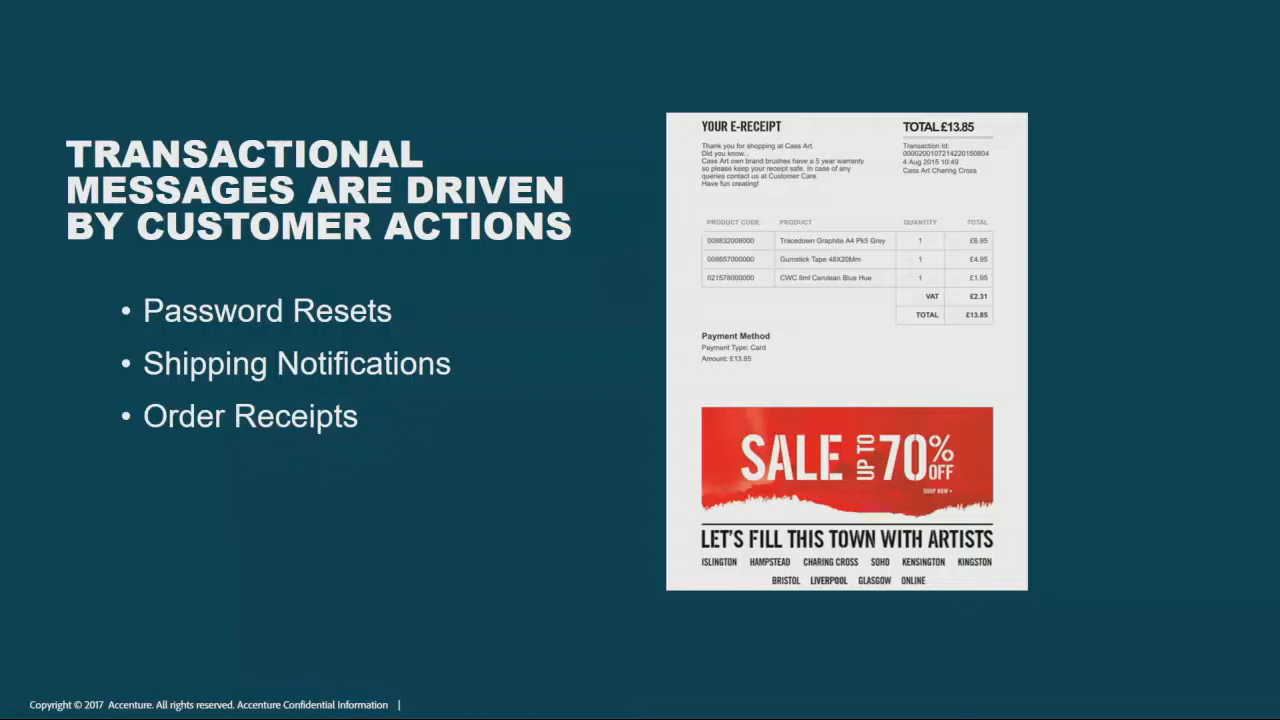 TRANSACTIONAL
MESSAGES ARE DRIVEN
BY CUSTOMER ACTIONS
• Password Resets
• Shipping Notifications
• Order Receipts
YOUR E-RECEIPT
TOTAL £13.85
Thank you for shopping at Cass Art.
Did you know...
Cass Art own brand brushes have a 5 year warranty
so please keep your receipt safe. In case of any
queries contact us at Customer Care.
Have fun creating!
Transaction Id:
0000200107214220150804
4 Aug 2015 10:49
Cass Art Charing Cross
PRODUCT CODE PRODUCT QUANTITY TOTAL
008832009000 Tracedown Graphite A4 Pk5 Grey 1 £6.95
008657000000 Gumstick Tape 48X20Mm 1 £4.95
021578000000 CWC 8ml Cerulean Blue Hue 1 £1.95
VAT £2.31
TOTAL £13.85
Payment Method
Payment Type: Card
Amount: £13.85
SALE UP TO 70% OFF
SHOP NOW
LET'S FILL THIS TOWN WITH ARTISTS
ISLINGTON HAMPSTEAD CHARING CROSS SOHO KENSINGTON KINGSTON
BRISTOL LIVERPOOL GLASGOW ONLINE
Copyright © 2017 Accenture. All rights reserved. Accenture Confidential Information |